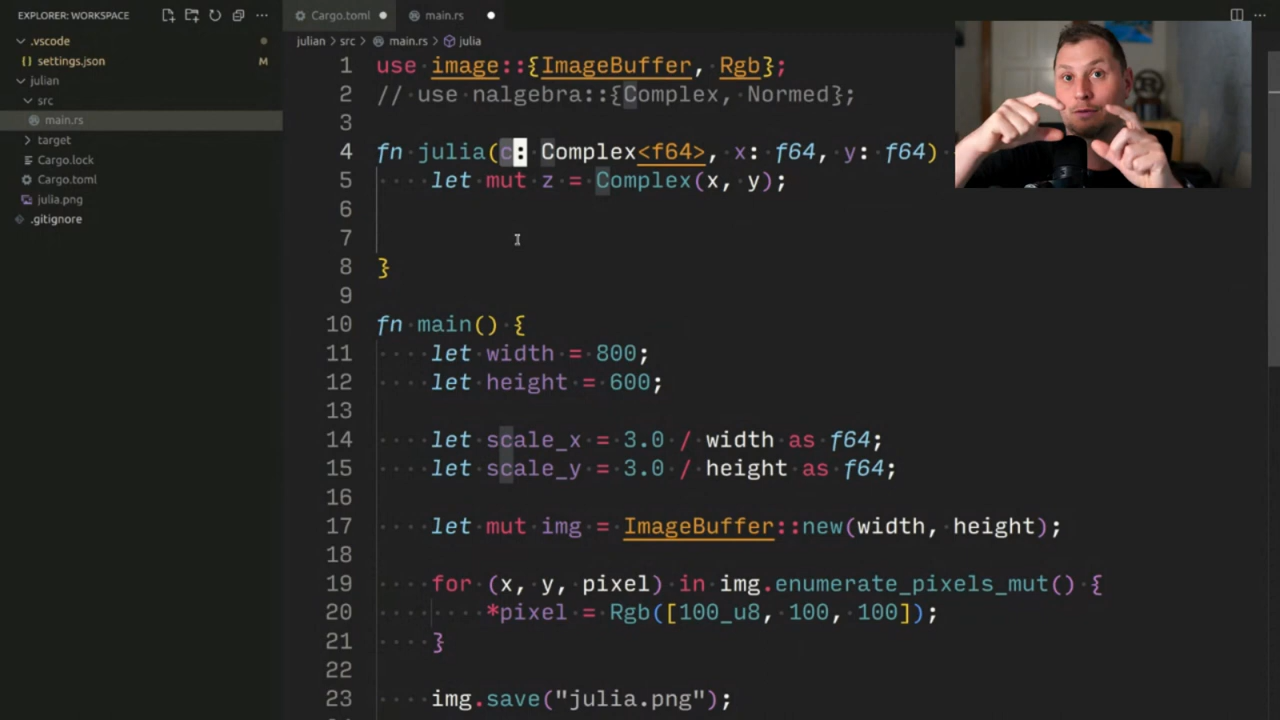 EXPLORER: WORKSPACE
.vscode
{} settings.json M
julian
src
main.rs
target
Cargo.lock
Cargo.toml
julia.png
.gitignore
Cargo.toml
main.rs
julian > src > main.rs > julia
1 use image::{ImageBuffer, Rgb};
2 // use nalgebra::{Complex, Normed};
3
4 fn julia(c: Complex<f64>, x: f64, y: f64)
5 let mut z = Complex(x, y);
6
7
8 }
9
10 fn main() {
11 let width = 800;
12 let height = 600;
13
14 let scale_x = 3.0 / width as f64;
15 let scale_y = 3.0 / height as f64;
16
17 let mut img = ImageBuffer::new(width, height);
18
19 for (x, y, pixel) in img.enumerate_pixels_mut() {
20 *pixel = Rgb([100_u8, 100, 100]);
21 }
22
23 img.save("julia.png");